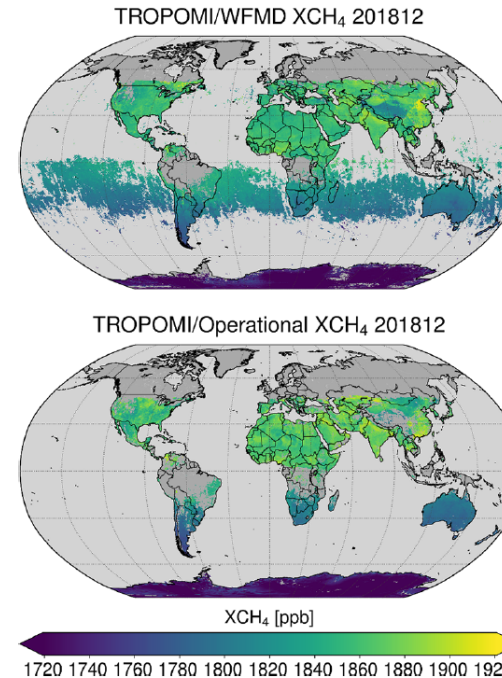 TROPOMI/WFMD XCH₄ 201812
TROPOMI/Operational XCH₄ 201812
XCH₄ [ppb]
1720 1740 1760 1780 1800 1820 1840 1860 1880 1900